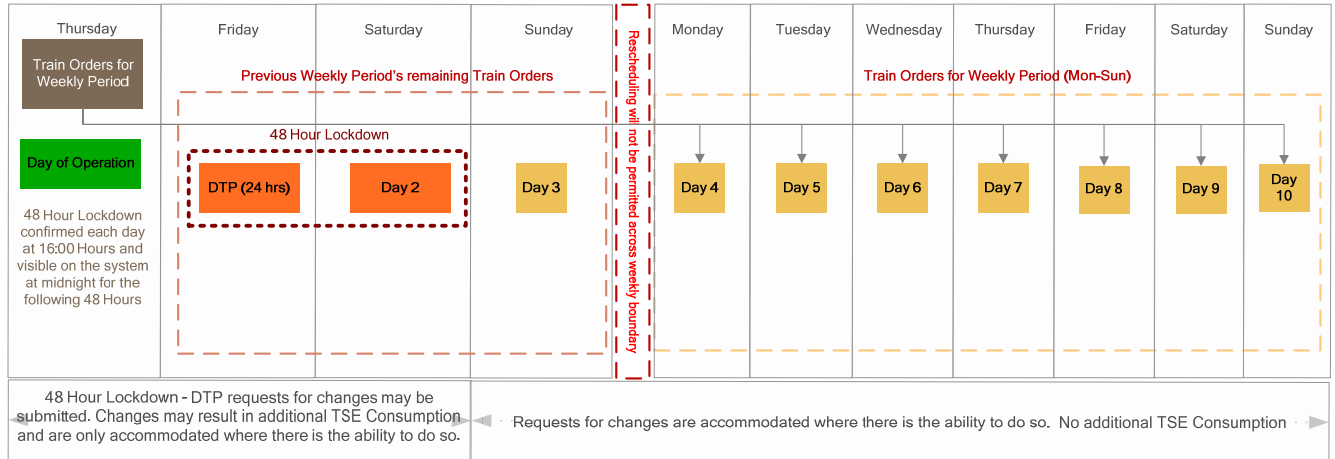 Thursday
Friday
Saturday
Sunday
Monday
Tuesday
Wednesday
Thursday
Friday
Saturday
Sunday
Train Orders for
Weekly Period
Previous Weekly Period's remaining Train Orders
Rescheduling will not be permitted across weekly boundary
Train Orders for Weekly Period (Mon-Sun)
48 Hour Lockdown
Day of Operation
DTP (24 hrs)
Day 2
Day 3
Day 4
Day 5
Day 6
Day 7
Day 8
Day 9
Day
10
48 Hour Lockdown
confirmed each day
at 16:00 Hours and
visible on the system
at midnight for the
following 48 Hours
48 Hour Lockdown - DTP requests for changes may be
submitted. Changes may result in additional TSE Consumption
and are only accommodated where there is the ability to do so.
Requests for changes are accommodated where there is the ability to do so. No additional TSE Consumption